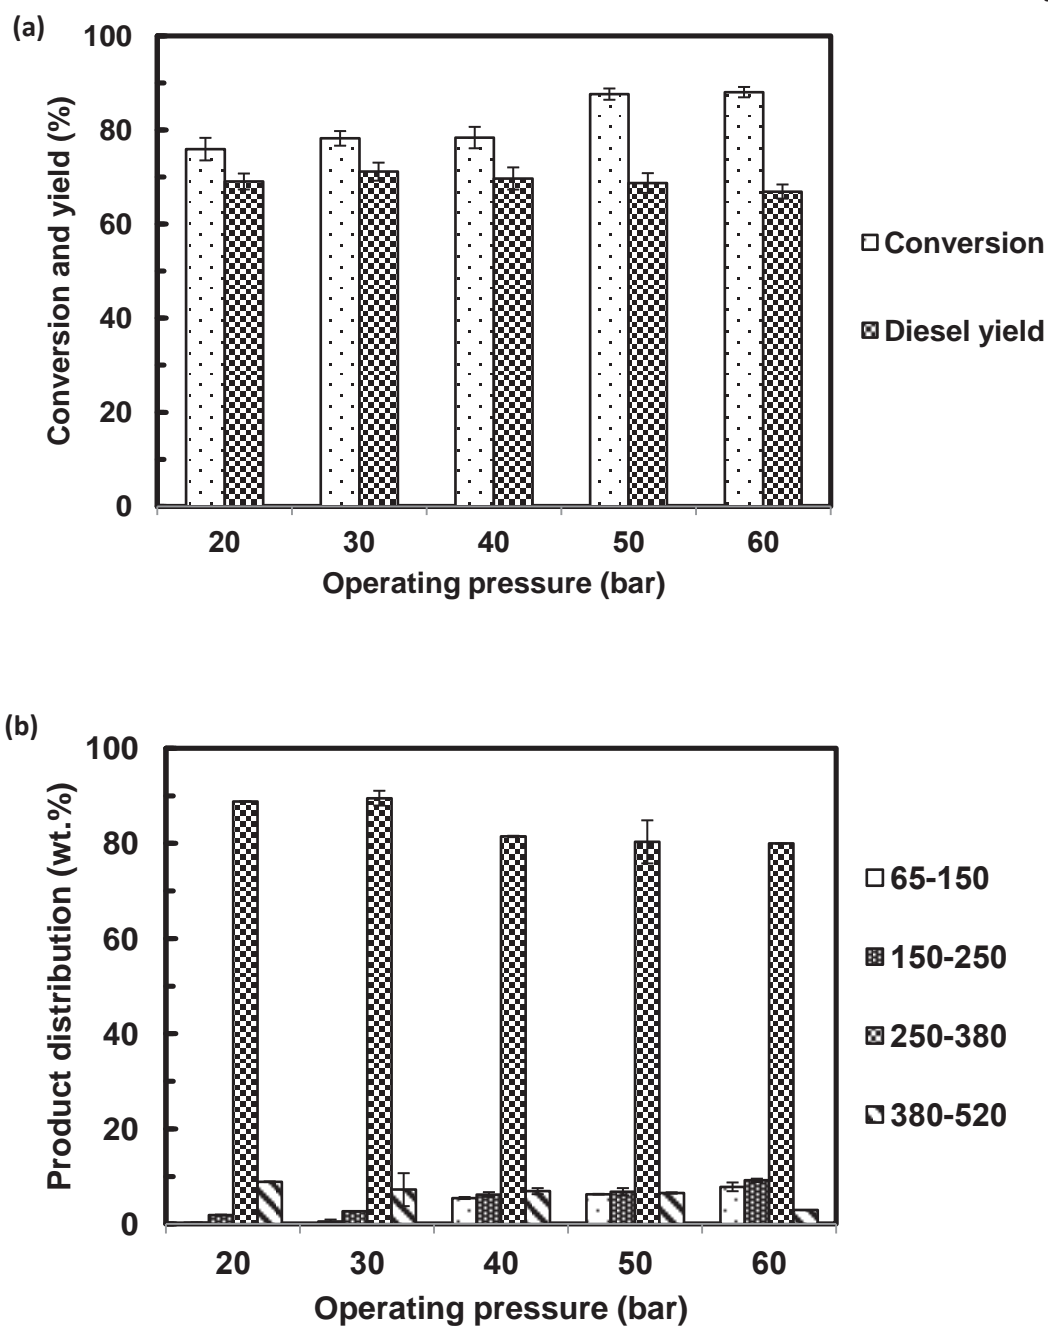 (a)
100
80
60
40
20
0
Conversion and yield (%)
20 30 40 50 60
Operating pressure (bar)
Conversion
Diesel yield
(b)
100
80
60
40
20
0
Product distribution (wt.%)
20 30 40 50 60
Operating pressure (bar)
65-150
150-250
250-380
380-520